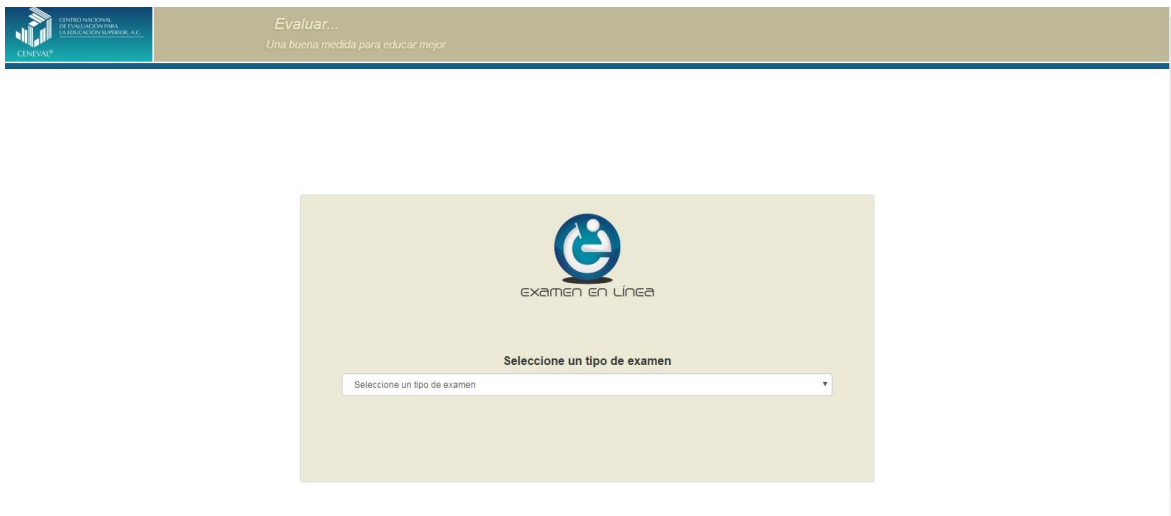 CENTRO NACIONAL
DE EVALUACIÓN PARA
LA EDUCACIÓN SUPERIOR, A.C.
CENEVAL®
Evaluar...
Una buena medida para educar mejor
examen en línea
Seleccione un tipo de examen
Seleccione un tipo de examen